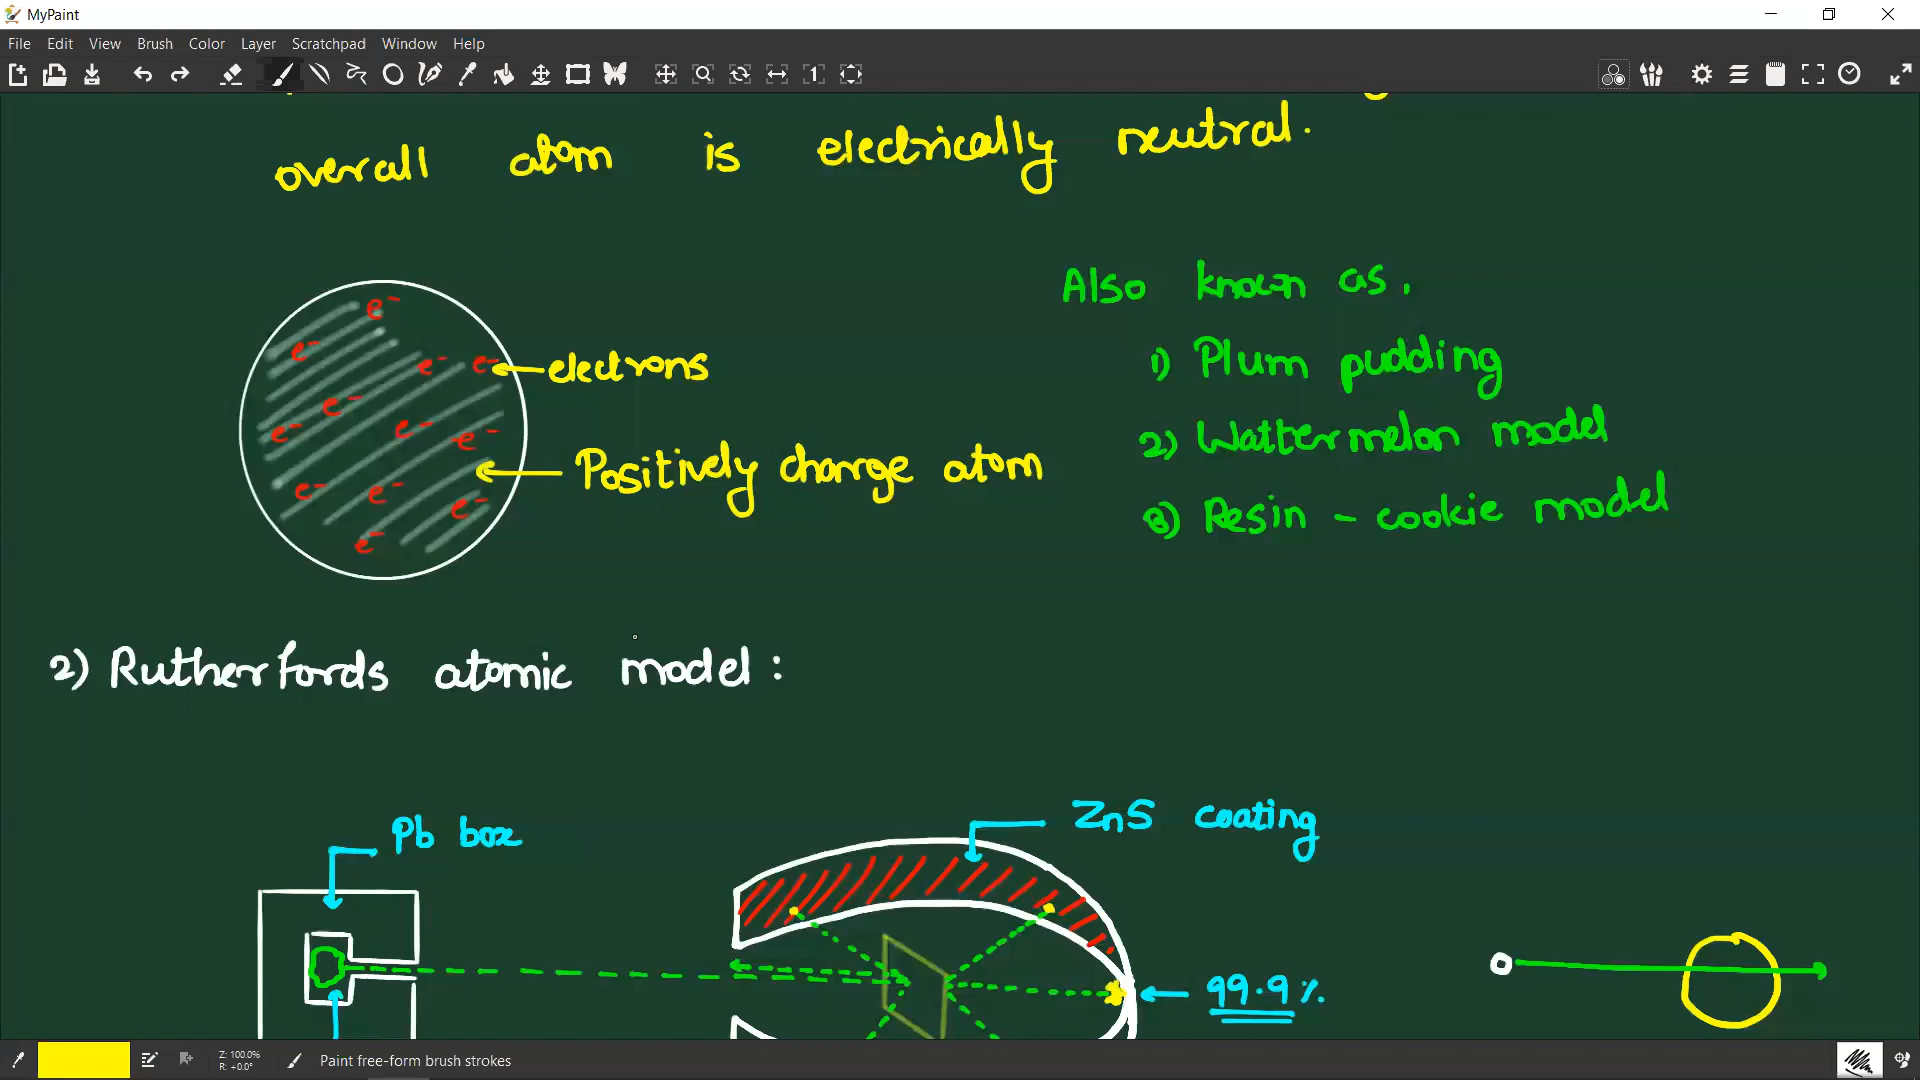 MyPaint
File Edit View Brush Color Layer Scratchpad Window Help
overall atom is electrically neutral.
Also known as,
1) Plum pudding
2) Wattermelon model
3) Resin - cookie model
e⁻
e⁻
e⁻ e⁻ electrons
e⁻
e⁻ e⁻ e⁻
Positively charge atom
e⁻ e⁻ e⁻
e⁻
2) Rutherfords atomic model :
ZnS coating
Pb box
99.9 %
Z: 100.0%
R: +0.0°
Paint free-form brush strokes